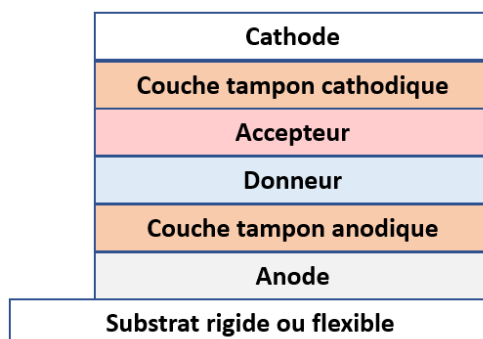 Cathode
Couche tampon cathodique
Accepteur
Donneur
Couche tampon anodique
Anode
Substrat rigide ou flexible